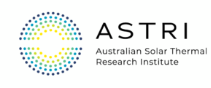 ASTRI
Australian Solar Thermal
Research Institute